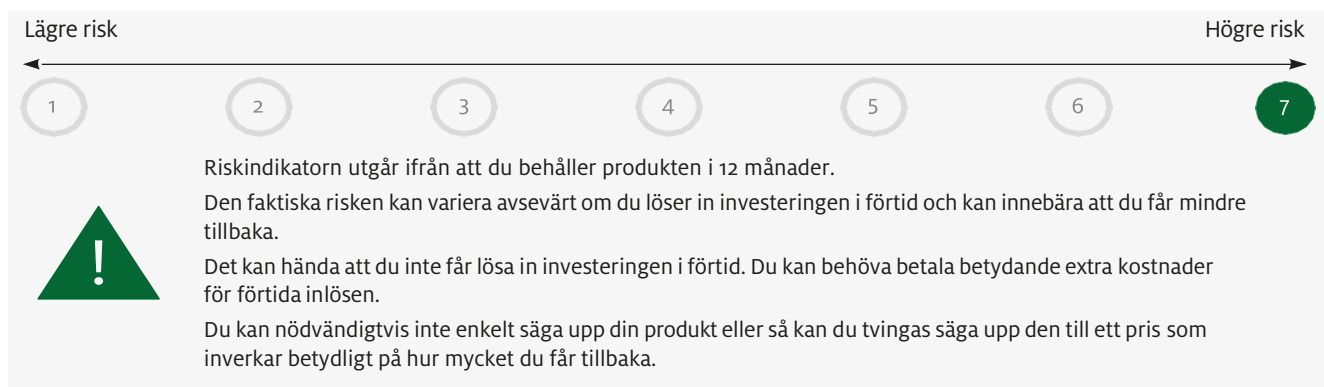 Lägre risk Högre risk
1 2 3 4 5 6 7
Riskindikatorn utgår ifrån att du behåller produkten i 12 månader.
Den faktiska risken kan variera avsevärt om du löser in investeringen i förtid och kan innebära att du får mindre
tillbaka.
!
Det kan hända att du inte får lösa in investeringen i förtid. Du kan behöva betala betydande extra kostnader
för förtida inlösen.
Du kan nödvändigtvis inte enkelt säga upp din produkt eller så kan du tvingas säga upp den till ett pris som
inverkar betydligt på hur mycket du får tillbaka.